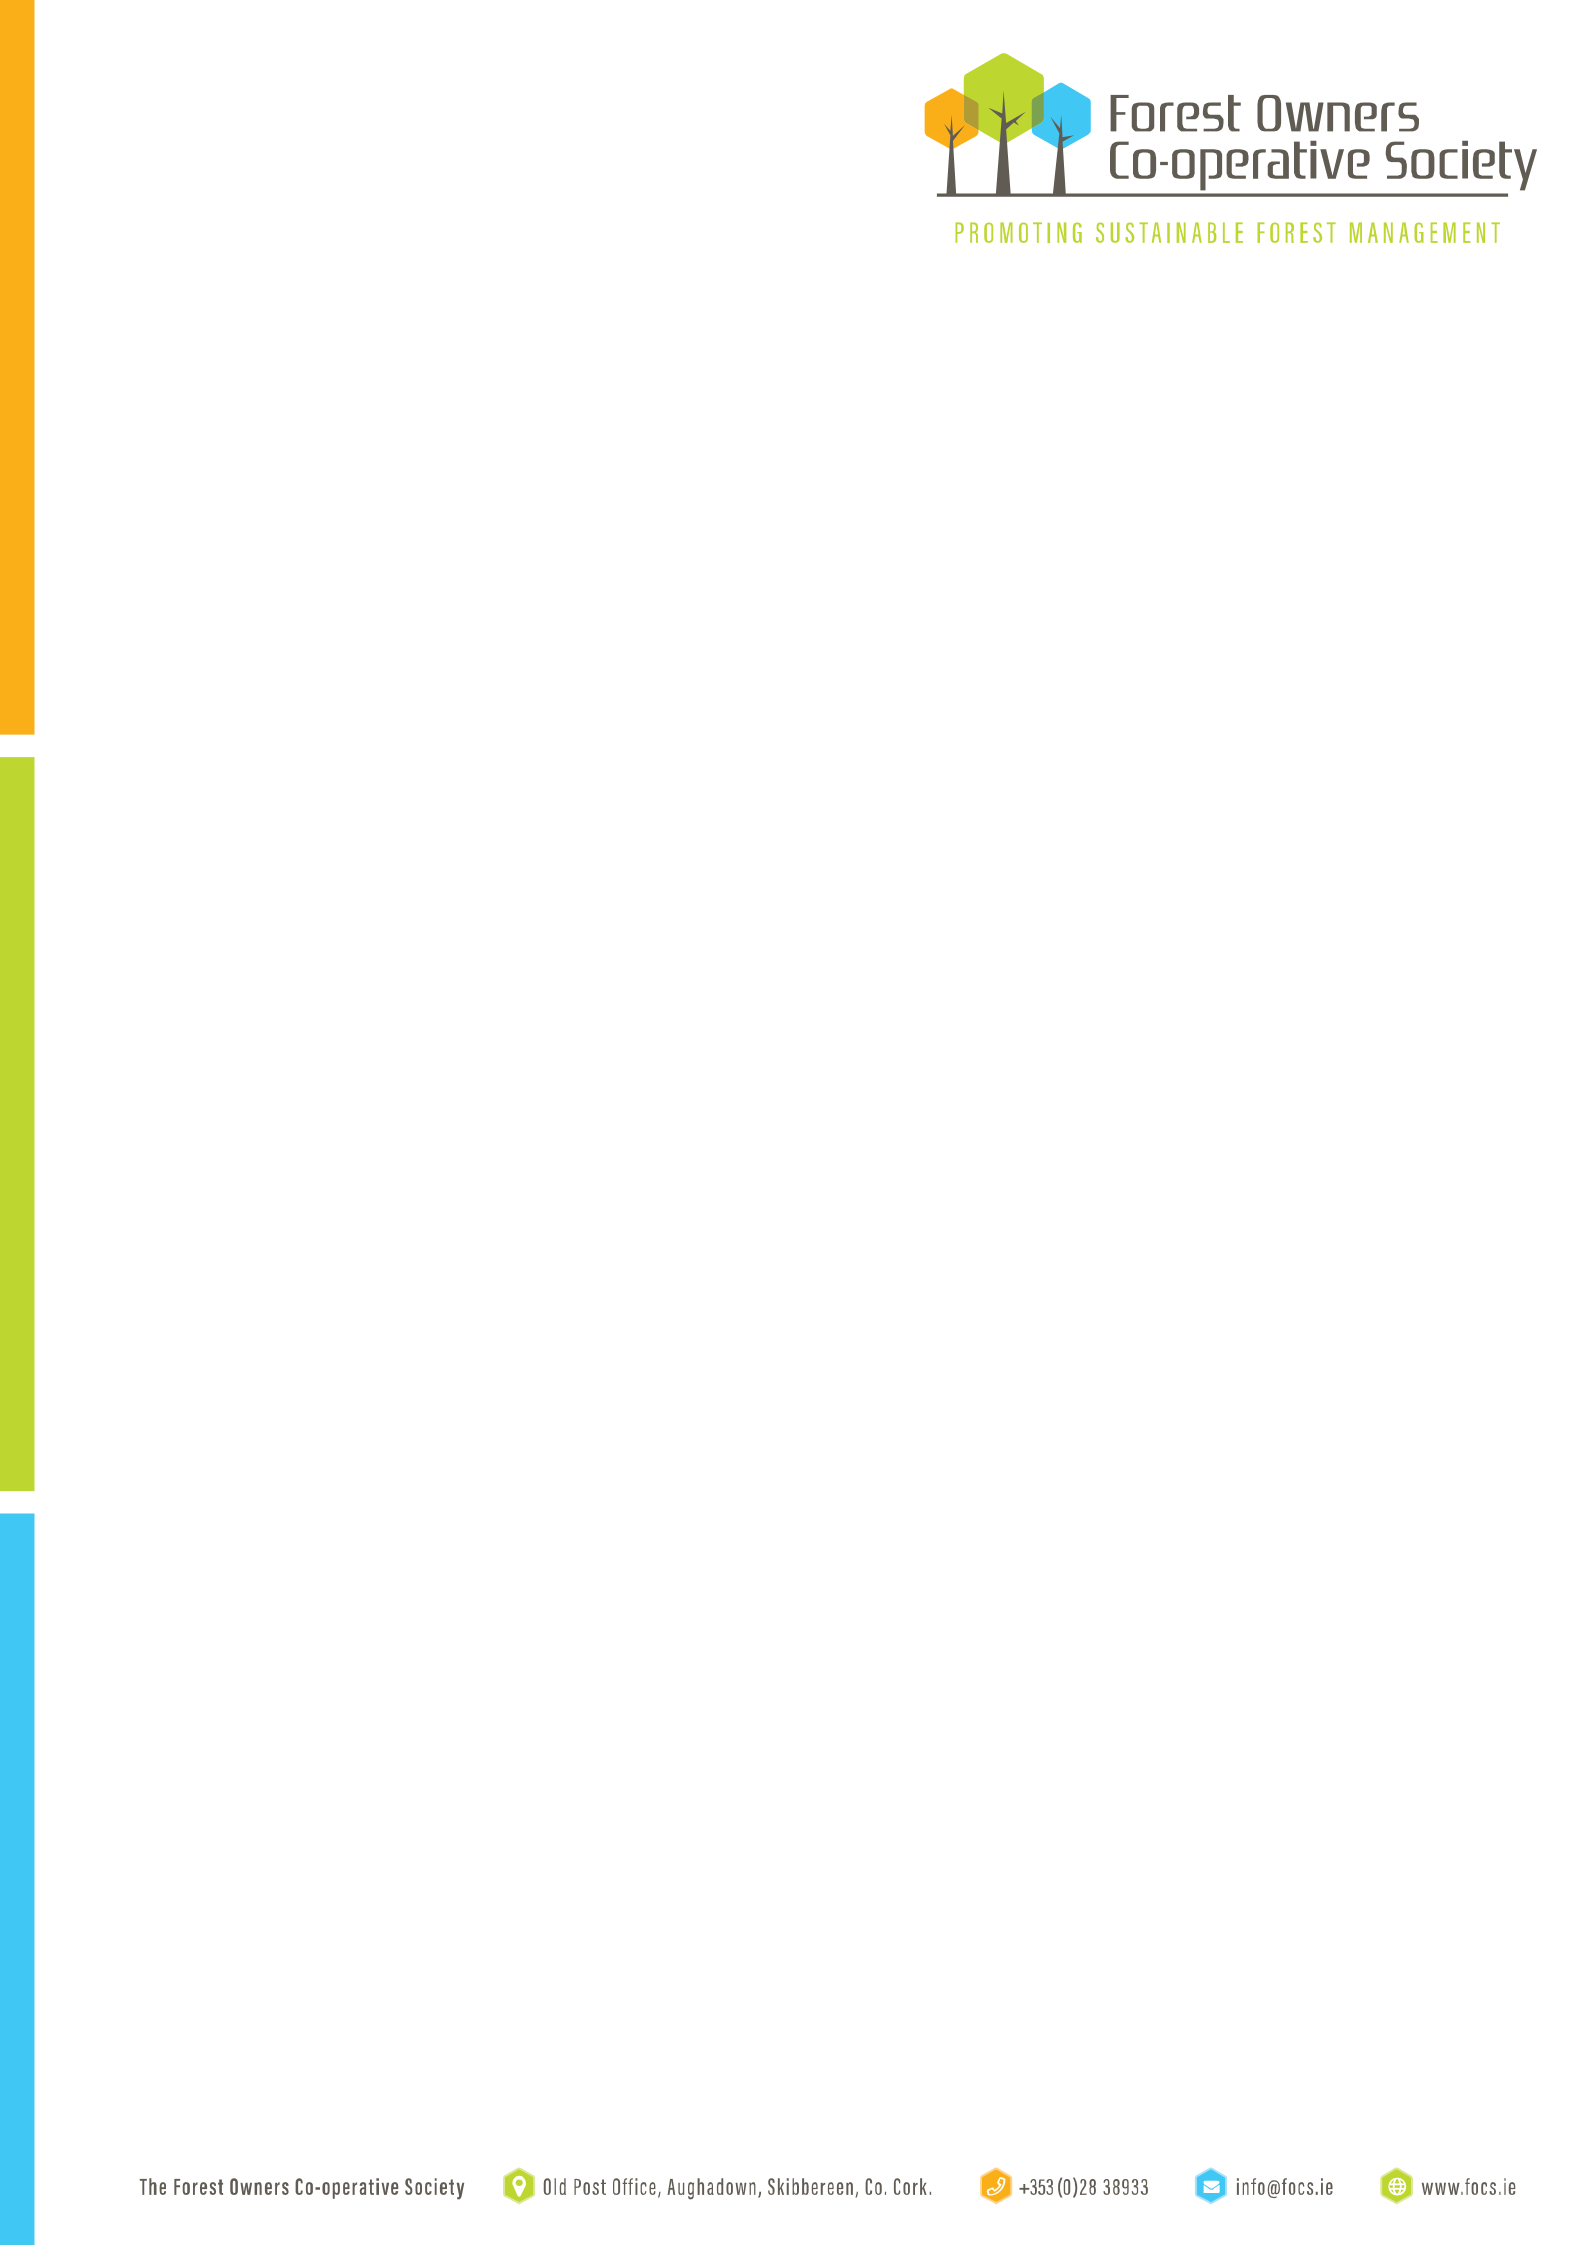 Forest Owners
Co-operative Society
PROMOTING SUSTAINABLE FOREST MANAGEMENT
The Forest Owners Co-operative Society Old Post Office, Aughadown, Skibbereen, Co. Cork. +353 (0)28 38933 info@focs.ie www.focs.ie